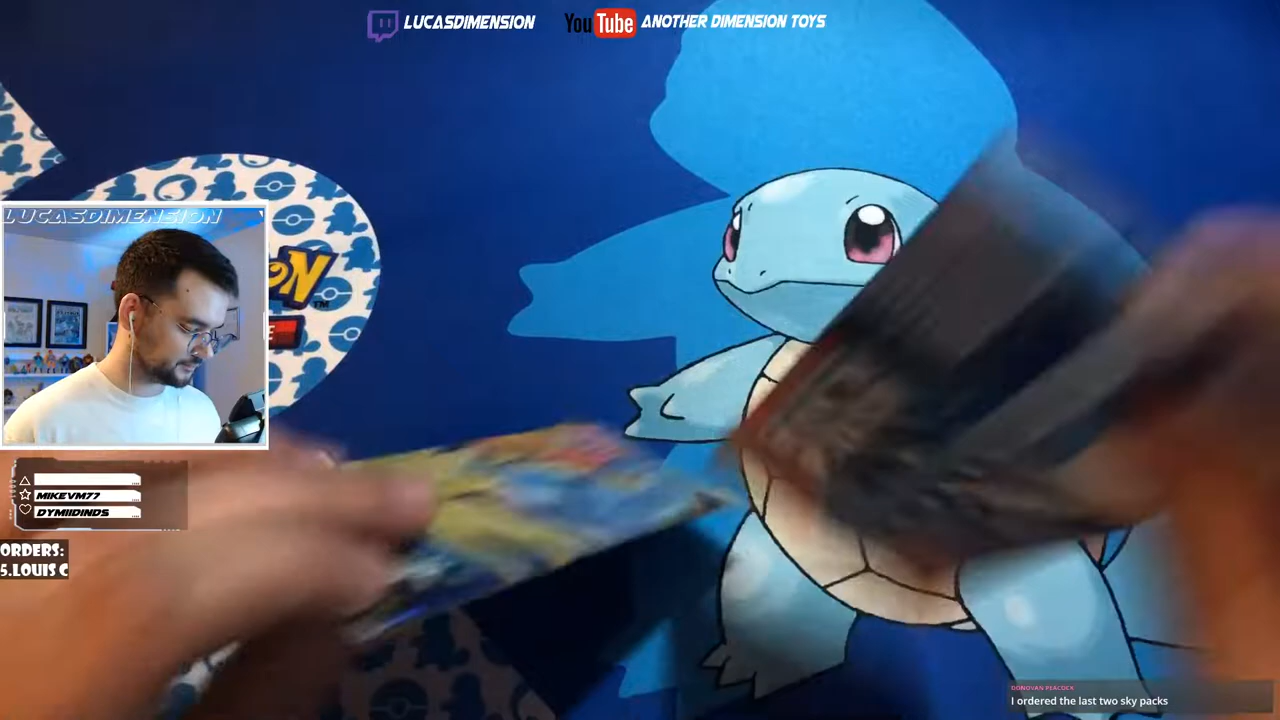 LUCASDIMENSION
YouTube ANOTHER DIMENSION TOYS
LUCASDIMENSION
MIKEVM77
DYMIIDINDS
ORDERS:
5.LOUIS C
DONOVAN PEACOCK
I ordered the last two sky packs